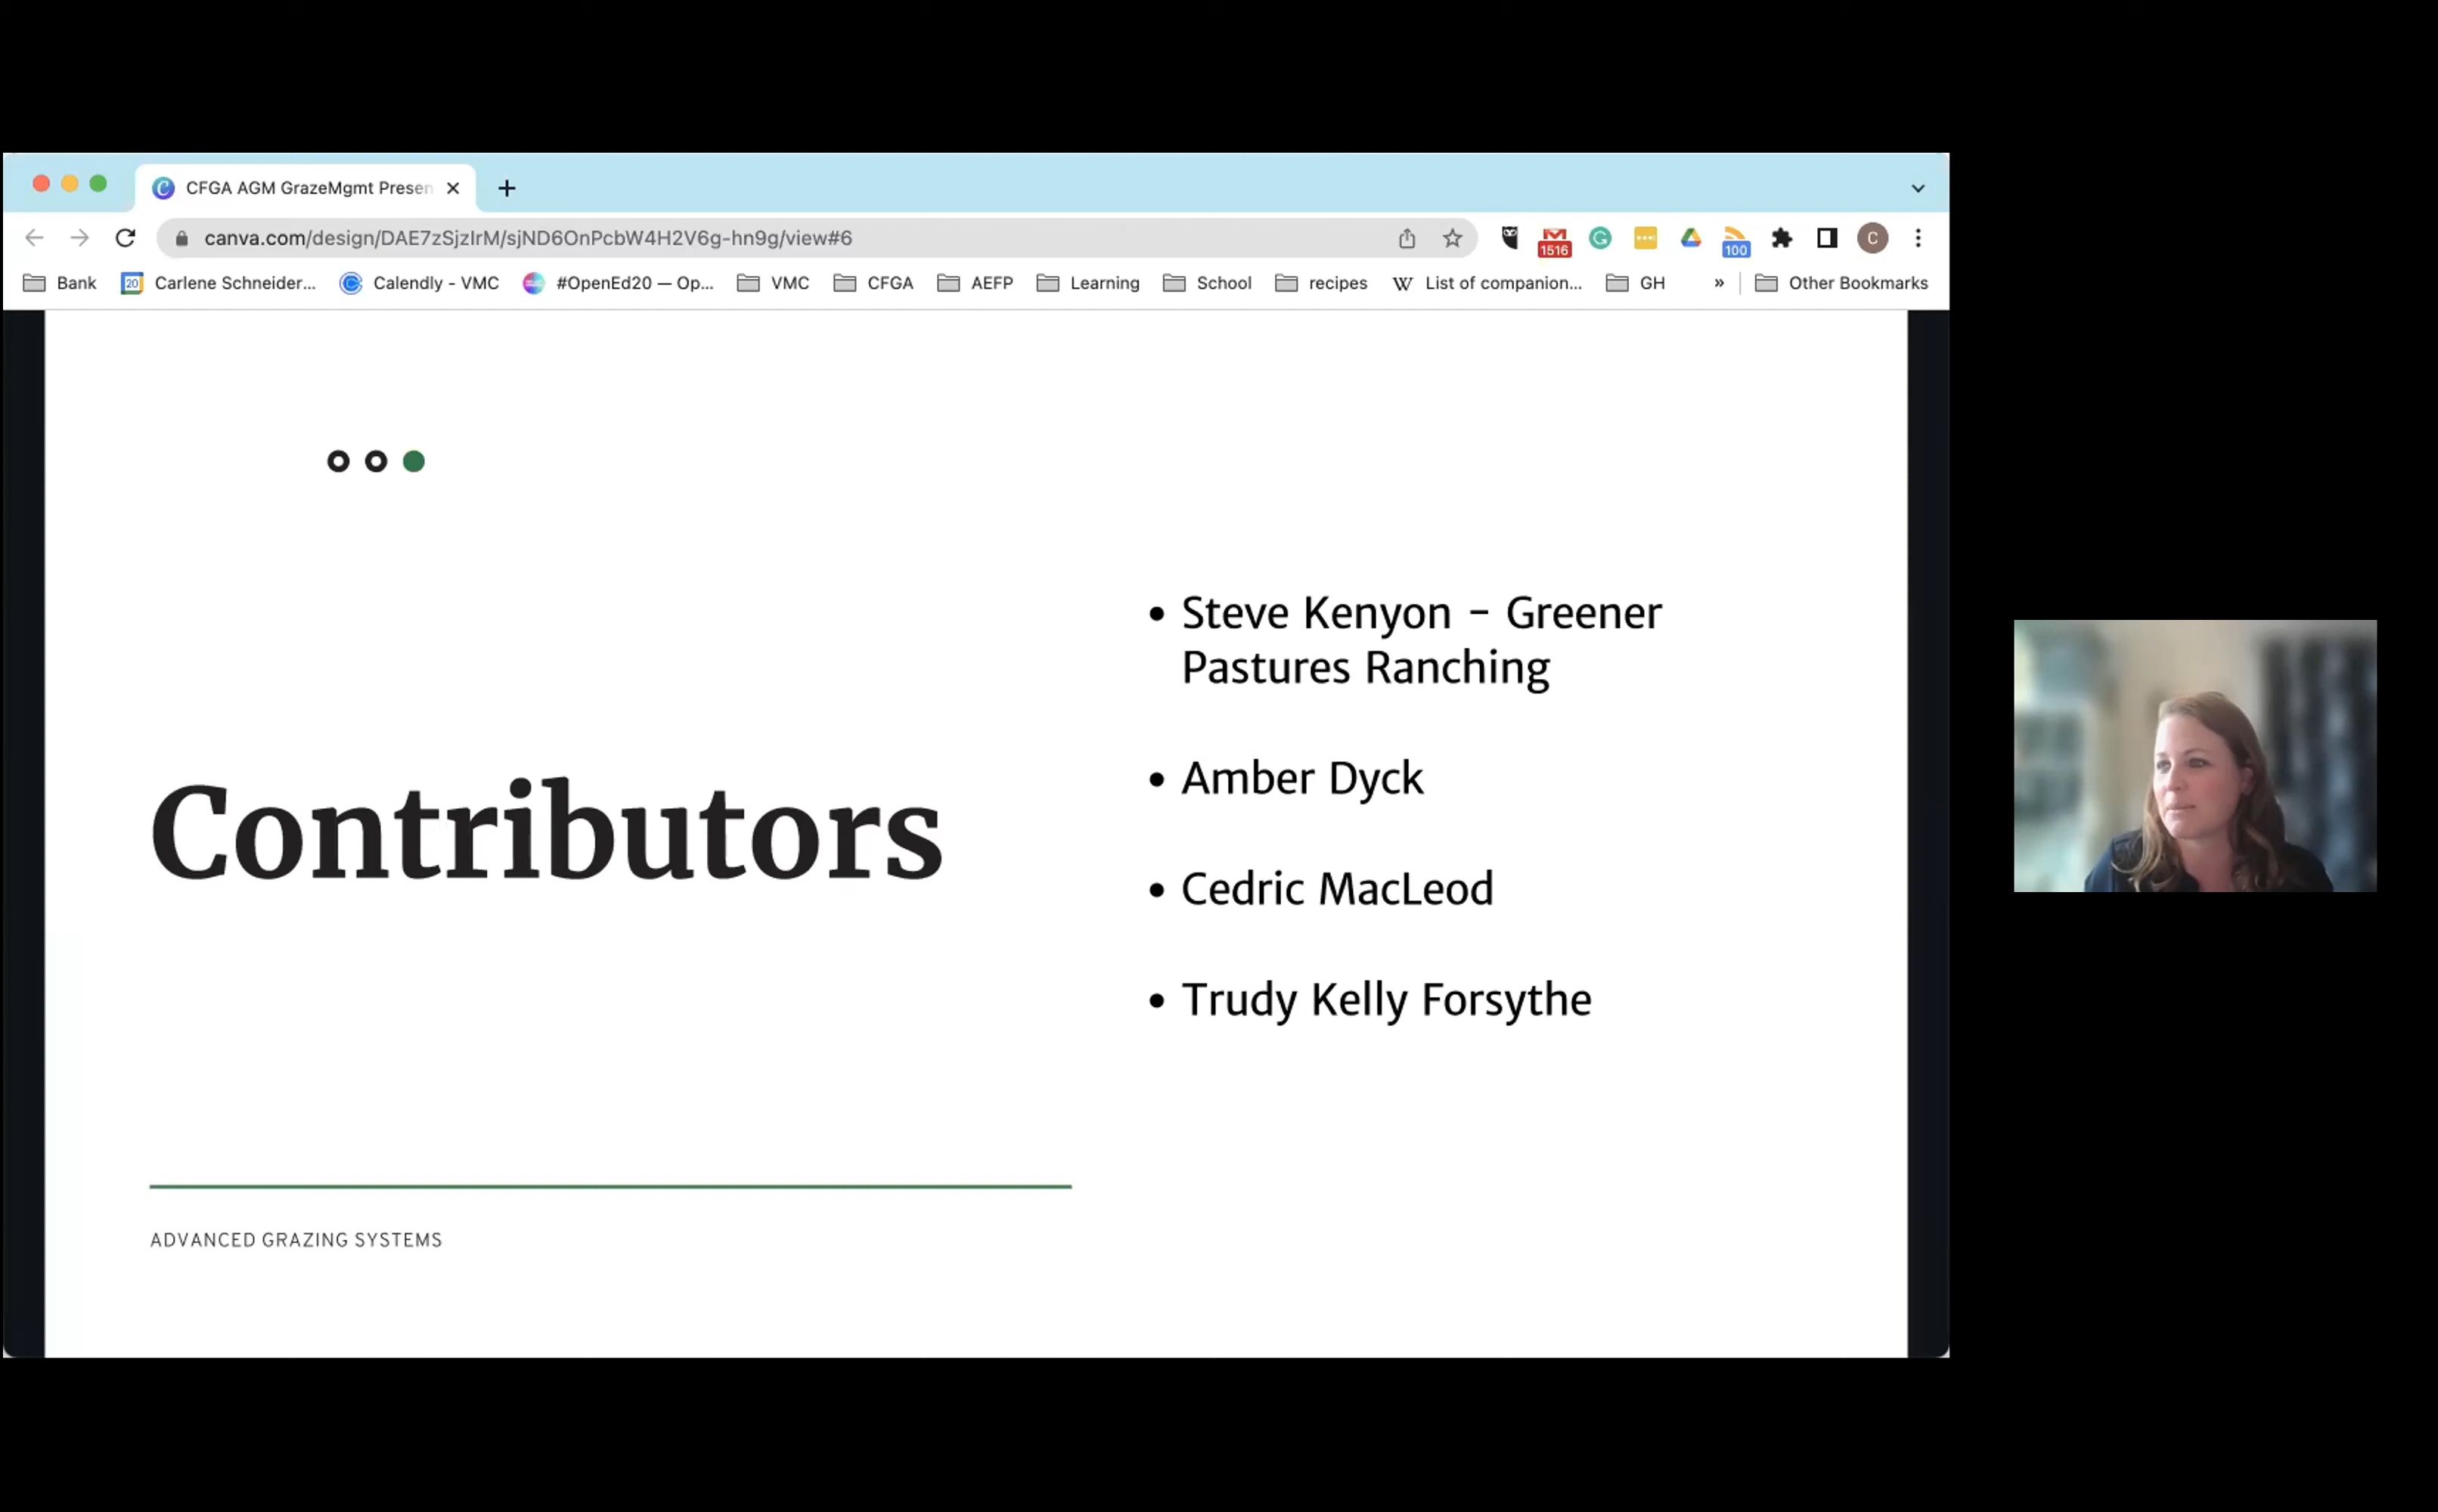 CFGA AGM GrazeMgmt Presen
canva.com/design/DAE7zSjzIrM/sjND6OnPcbW4H2V6g-hn9g/view#6
1516
100
C
Bank
20
Carlene Schneider...
Calendly - VMC
#OpenEd20 — Op...
VMC
CFGA
AEFP
Learning
School
recipes
W
List of companion...
GH
»
Other Bookmarks
Contributors
• Steve Kenyon - Greener
Pastures Ranching
• Amber Dyck
• Cedric MacLeod
• Trudy Kelly Forsythe
ADVANCED GRAZING SYSTEMS